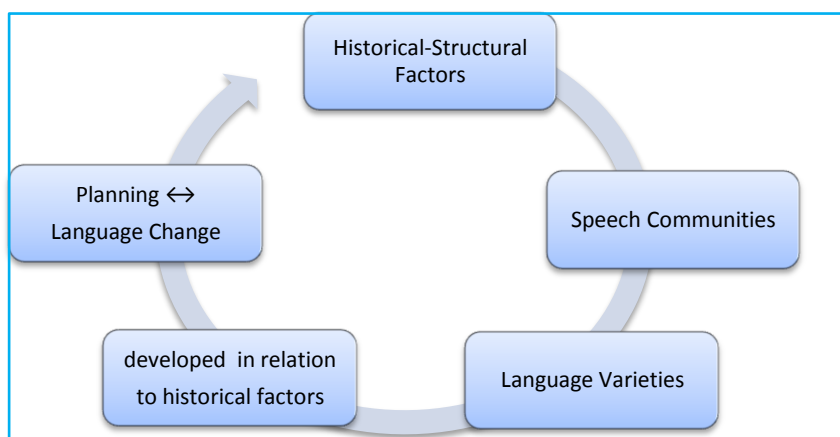 Historical-Structural
Factors
Speech Communities
Language Varieties
developed in relation
to historical factors
Planning ↔
Language Change